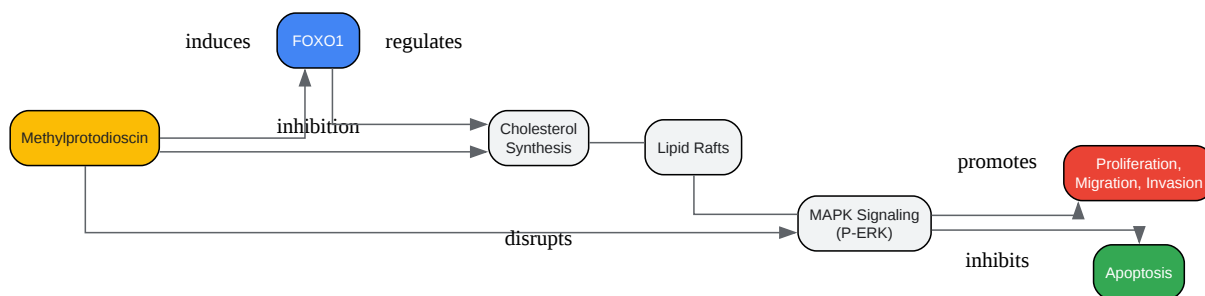 induces
FOXO1
regulates
Methylprotodioscin
inhibition
Cholesterol
Synthesis
Lipid Rafts
promotes
Proliferation,
Migration, Invasion
MAPK Signaling
(P-ERK)
disrupts
inhibits
Apoptosis